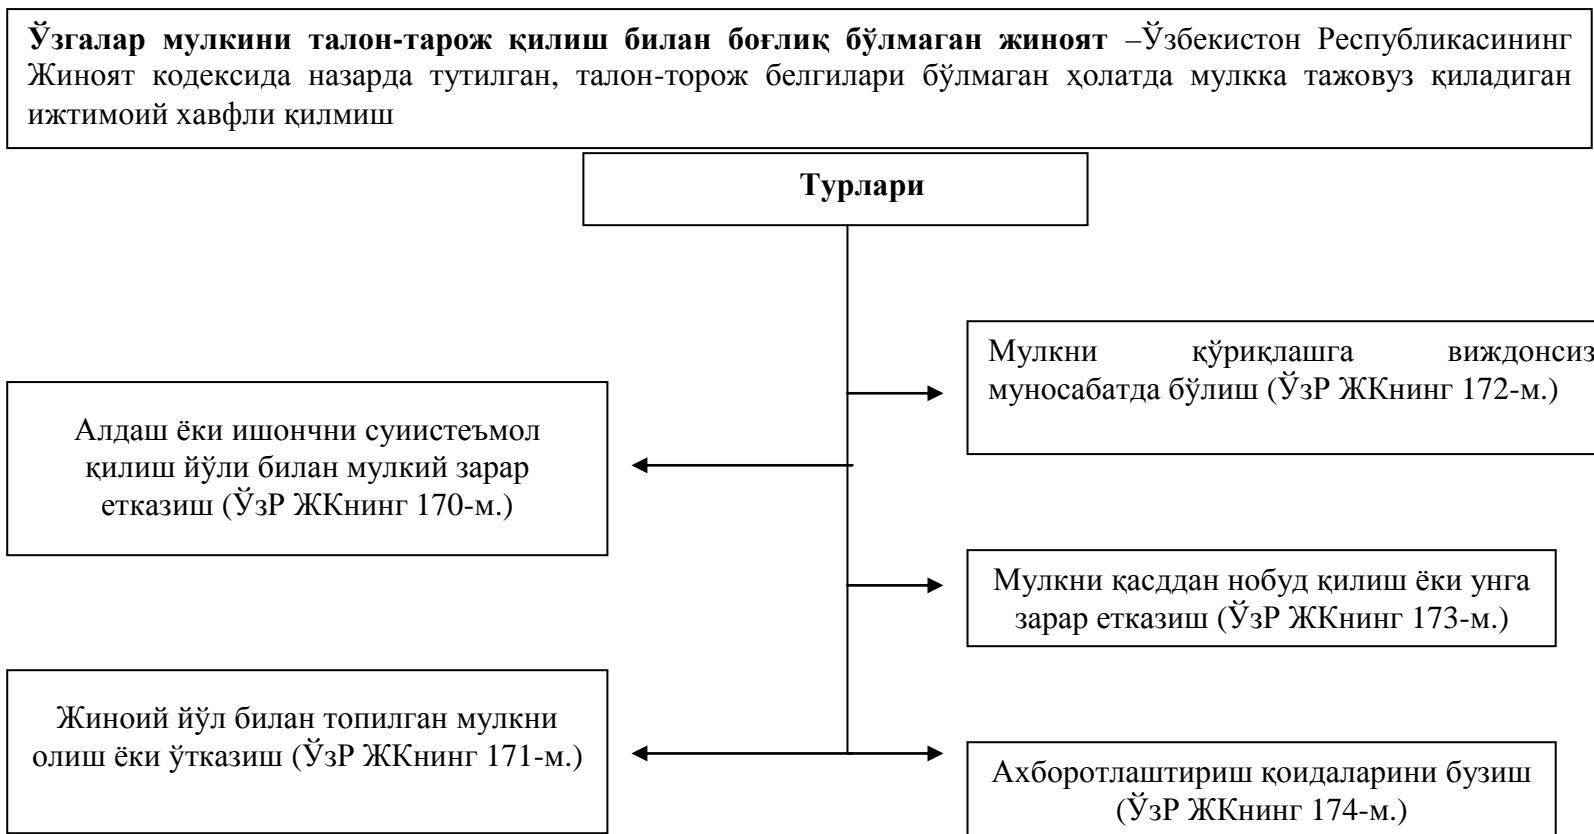 Ўзгалар мулкини талон-тарож қилиш билан боғлиқ бўлмаган жиноят –Ўзбекистон Республикасининг
Жиноят кодексида назарда тутилган, талон-торож белгилари бўлмаган ҳолатда мулкка тажовуз қиладиган
ижтимоий хавфли қилмиш
Турлари
Мулкни қўриқлашга виждонсиз
муносабатда бўлиш (ЎзР ЖКнинг 172-м.)
Алдаш ёки ишончни суиистеъмол
қилиш йўли билан мулкий зарар
етказиш (ЎзР ЖКнинг 170-м.)
Мулкни қасддан нобуд қилиш ёки унга
зарар етказиш (ЎзР ЖКнинг 173-м.)
Жиноий йўл билан топилган мулкни
олиш ёки ўтказиш (ЎзР ЖКнинг 171-м.)
Ахборотлаштириш қоидаларини бузиш
(ЎзР ЖКнинг 174-м.)